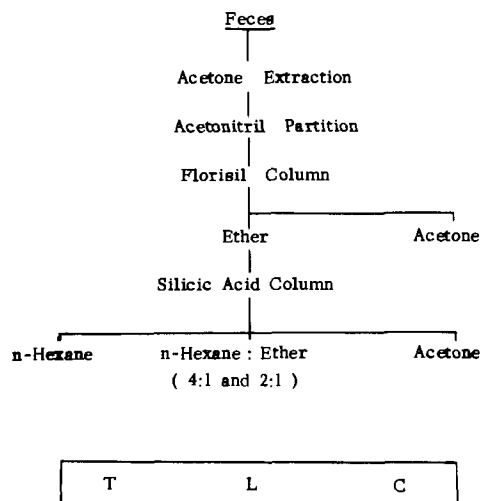 Feces
Acetone Extraction
Acetonitril Partition
Florisil Column
Ether Acetone
Silicic Acid Column
n-Hexane n-Hexane : Ether Acetone
( 4:1 and 2:1 )
T L C